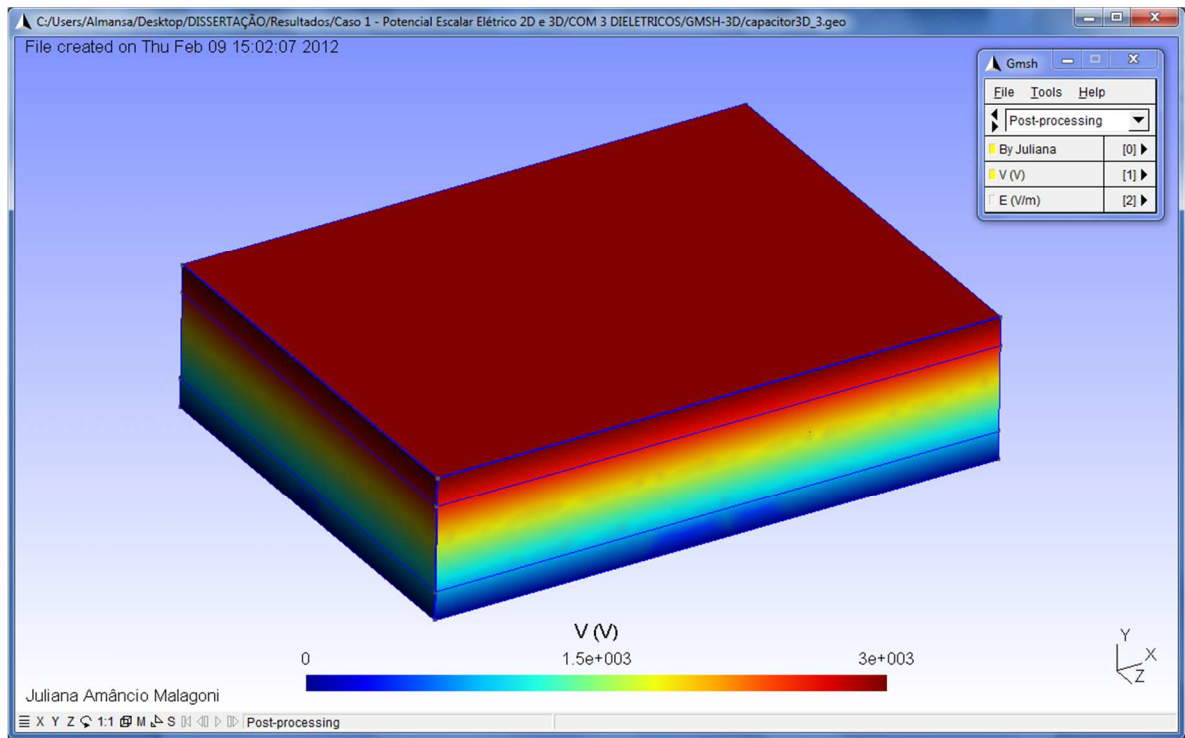 C:/Users/Almansa/Desktop/DISSERTAÇÃO/Resultados/Caso 1 - Potencial Escalar Elétrico 2D e 3D/COM 3 DIELETRICOS/GMSH-3D/capacitor3D_3.geo
File created on Thu Feb 09 15:02:07 2012
Gmsh
File Tools Help
Post-processing
By Juliana [0]
V (V) [1]
E (V/m) [2]
V (V)
0 1.5e+003 3e+003
Y
X
Z
Juliana Amâncio Malagoni
X Y Z 1:1 M S Post-processing